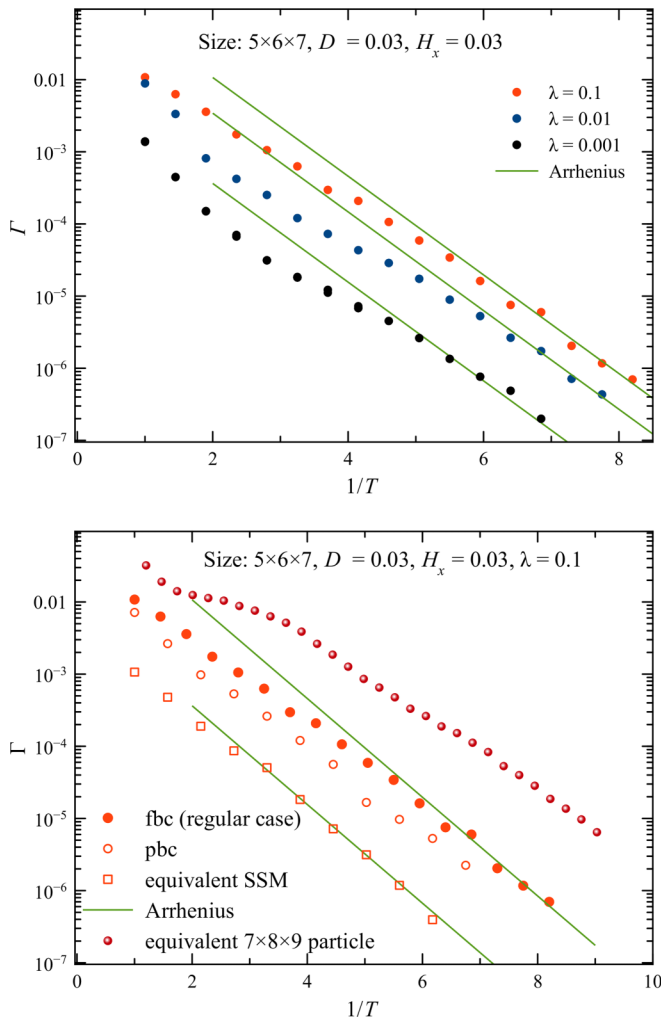 Size: 5×6×7, D = 0.03, Hₓ = 0.03
0.01
10⁻³
10⁻⁴
10⁻⁵
10⁻⁶
10⁻⁷
Γ
λ = 0.1
λ = 0.01
λ = 0.001
Arrhenius
0 2 4 6 8
1/T
Size: 5×6×7, D = 0.03, Hₓ = 0.03, λ = 0.1
0.01
10⁻³
10⁻⁴
10⁻⁵
10⁻⁶
10⁻⁷
Γ
fbc (regular case)
pbc
equivalent SSM
Arrhenius
equivalent 7×8×9 particle
0 2 4 6 8 10
1/T